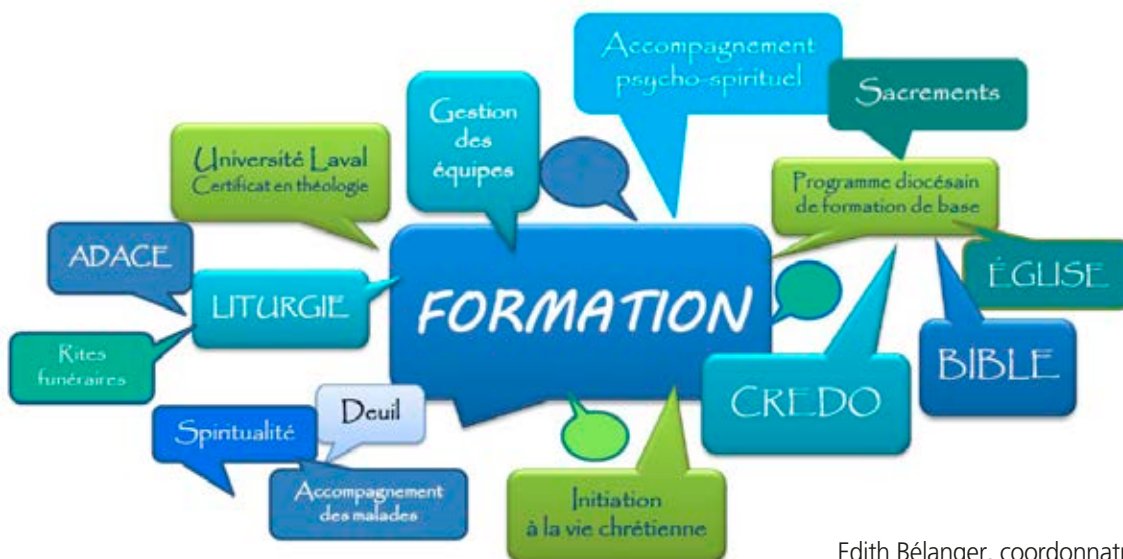 Accompagnement
psycho-spirituel
Sacrements
Gestion
des
équipes
Université Laval
Certificat en théologie
Programme diocésain
de formation de base
ADACE
LITURGIE
FORMATION
ÉGLISE
Rites
funéraires
CREDO
BIBLE
Deuil
Spiritualité
Accompagnement
des malades
Initiation
à la vie chrétienne
Edith Bélanger,